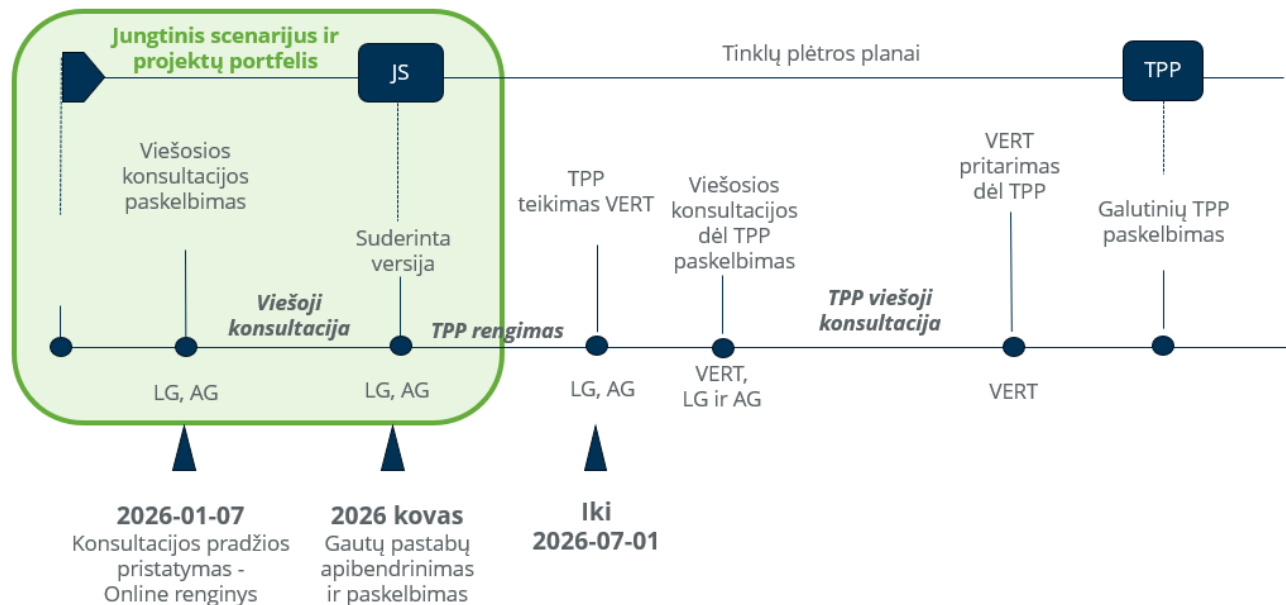 Jungtinis scenarijus ir
projektų portfelis
JS
Tinklų plėtros planai
TPP
Viešosios
konsultacijos
paskelbimas
Suderinta
versija
TPP
teikimas VERT
Viešosios
konsultacijos
dėl TPP
paskelbimas
VERT
pritarimas
dėl TPP
Galutinių TPP
paskelbimas
Viešoji
konsultacija
TPP rengimas
TPP viešoji
konsultacija
LG, AG
LG, AG
LG, AG
VERT,
LG ir AG
VERT
2026-01-07
Konsultacijos pradžios
pristatymas -
Online renginys
2026 kovas
Gautų pastabų
apibendrinimas
ir paskelbimas
Iki
2026-07-01